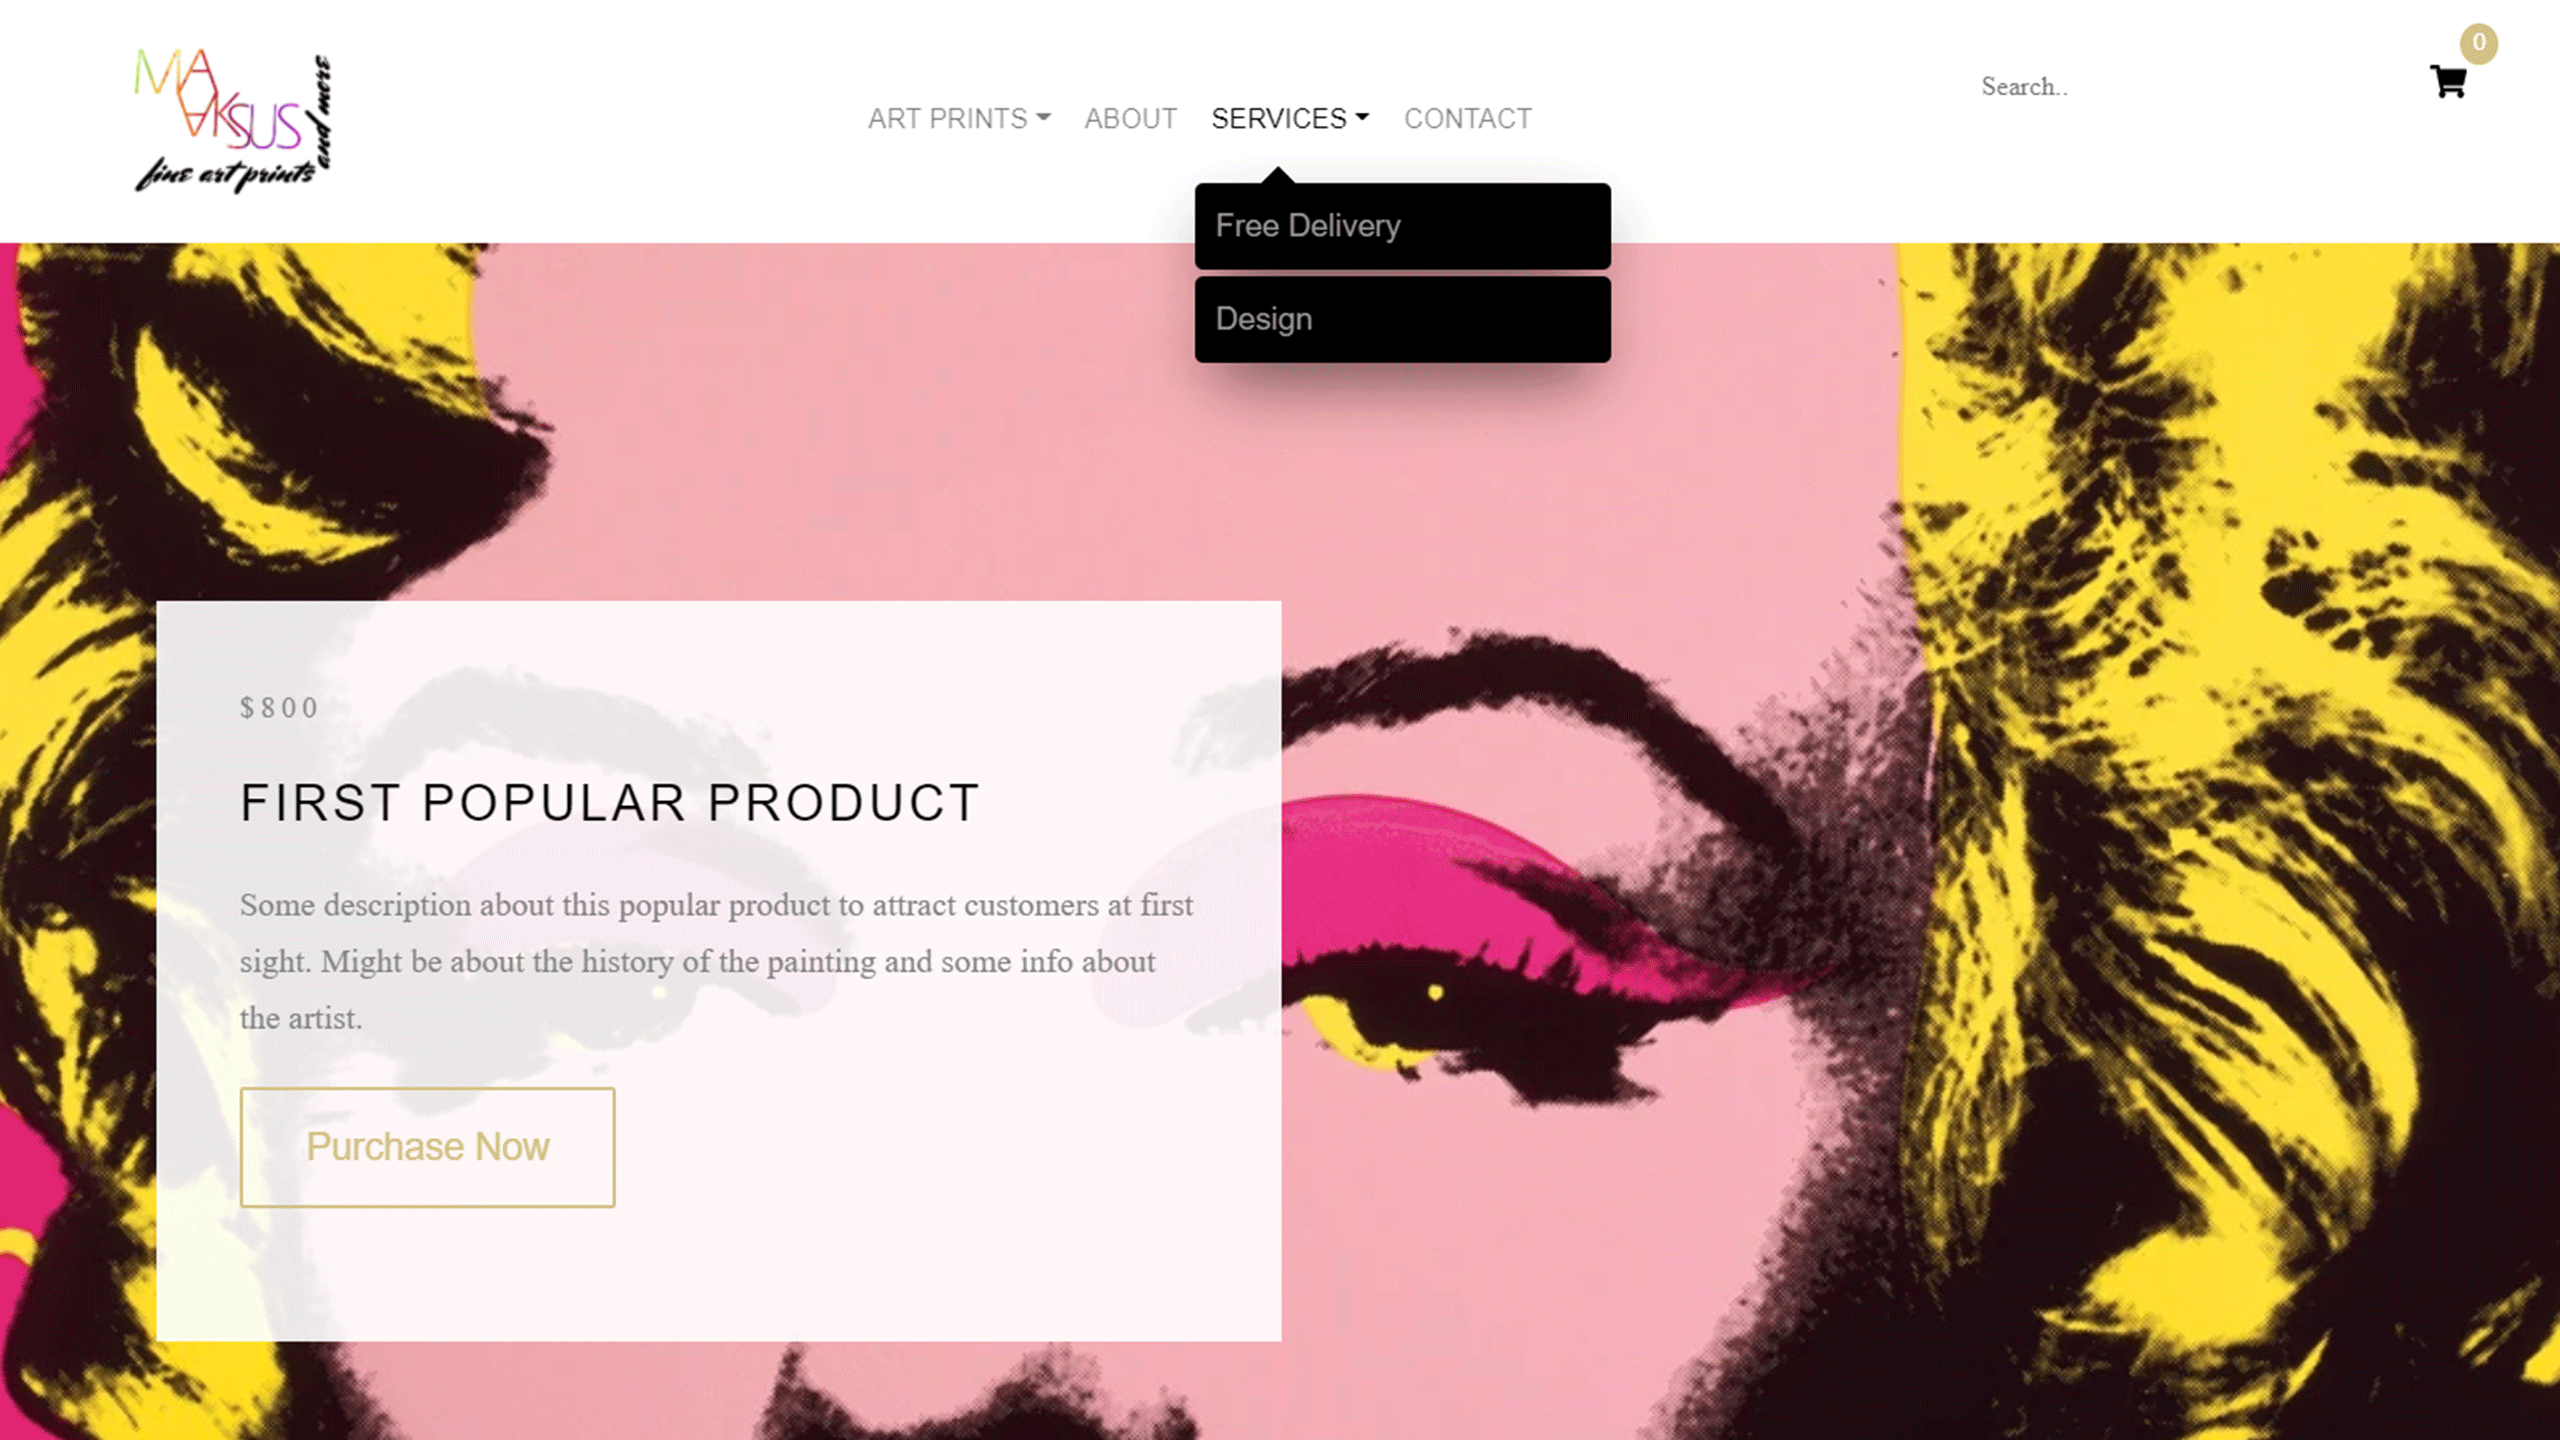 MA
AKSUS
fine art prints
and more
ART PRINTS ABOUT SERVICES CONTACT
Search..
0
Free Delivery
Design
$800
FIRST POPULAR PRODUCT
Some description about this popular product to attract customers at first
sight. Might be about the history of the painting and some info about
the artist.
Purchase Now